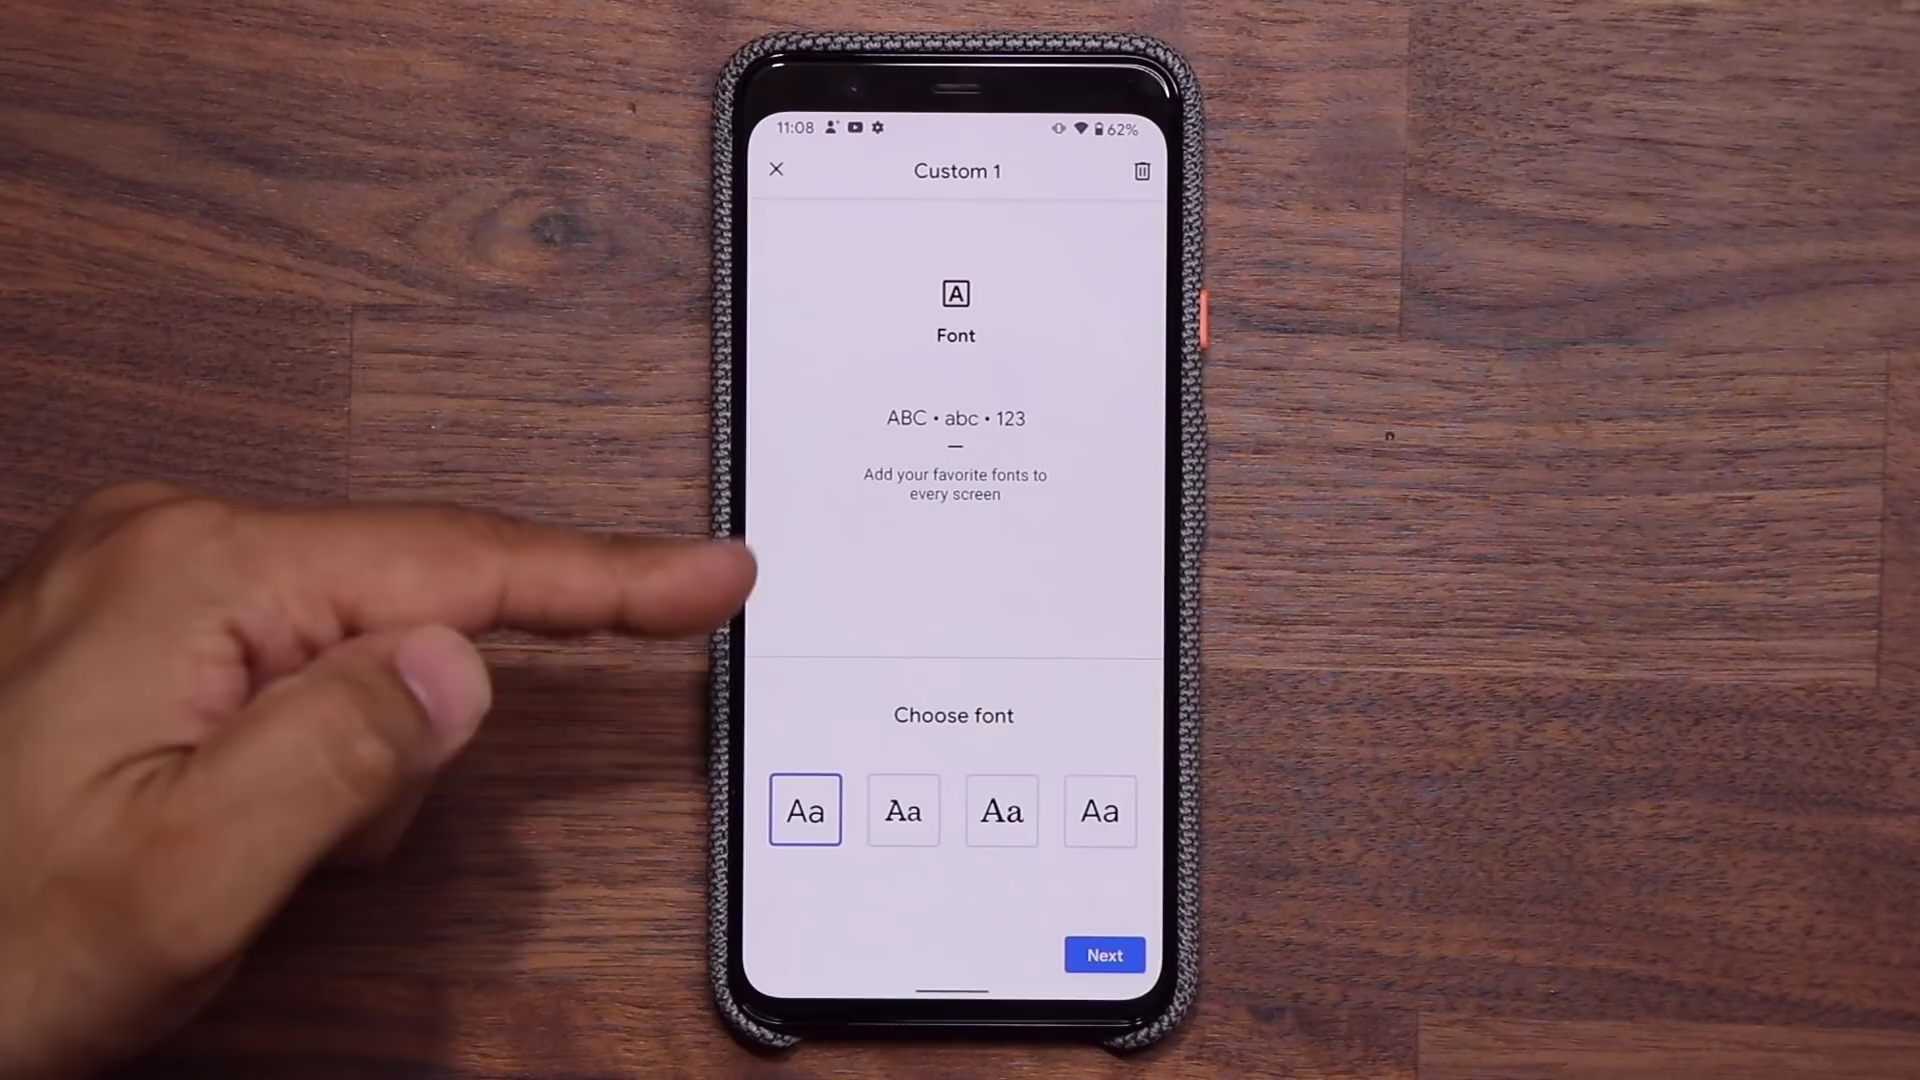 11:08 62%
Custom 1
A
Font
ABC • abc • 123
Add your favorite fonts to
every screen
Choose font
Aa Aa Aa Aa
Next